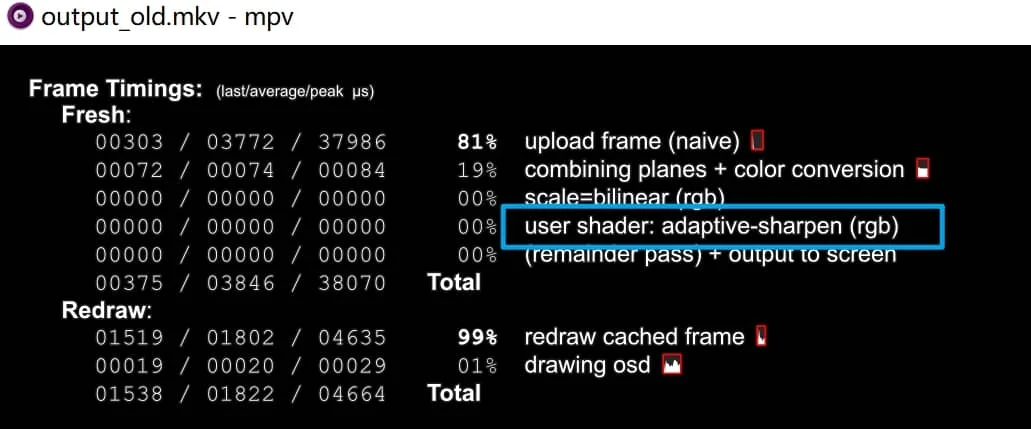 output_old.mkv - mpv
Frame Timings: (last/average/peak µs)
Fresh:
00303 / 03772 / 37986 81% upload frame (naive)
00072 / 00074 / 00084 19% combining planes + color conversion
00000 / 00000 / 00000 00% scale=bilinear (rgb)
00000 / 00000 / 00000 00% user shader: adaptive-sharpen (rgb)
00000 / 00000 / 00000 00% (remainder pass) + output to screen
00375 / 03846 / 38070 Total
Redraw:
01519 / 01802 / 04635 99% redraw cached frame
00019 / 00020 / 00029 01% drawing osd
01538 / 01822 / 04664 Total